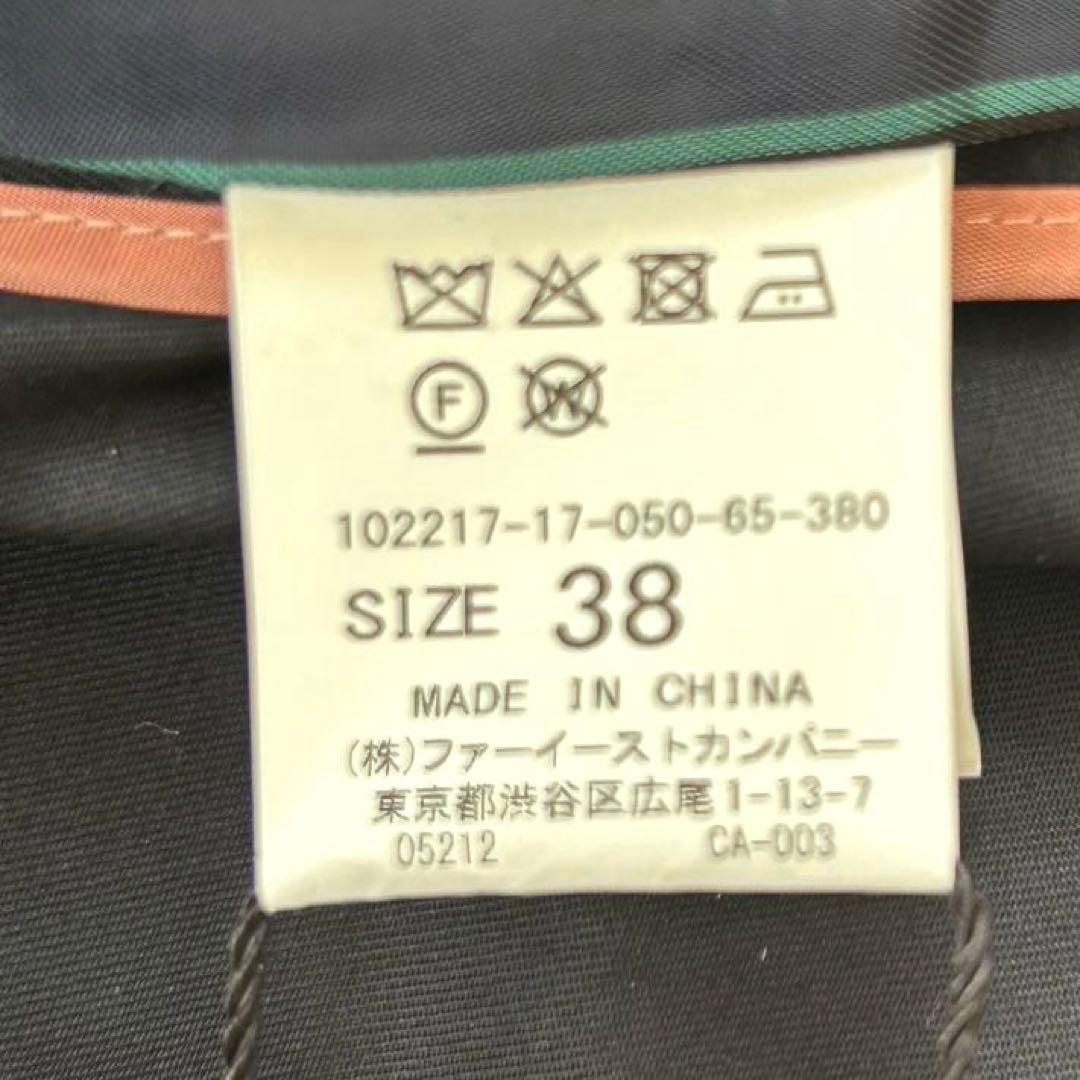 F W
102217-17-050-65-380
SIZE 38
MADE IN CHINA
(株)ファーイーストカンパニー
東京都渋谷区広尾1-13-7
05212 CA-003